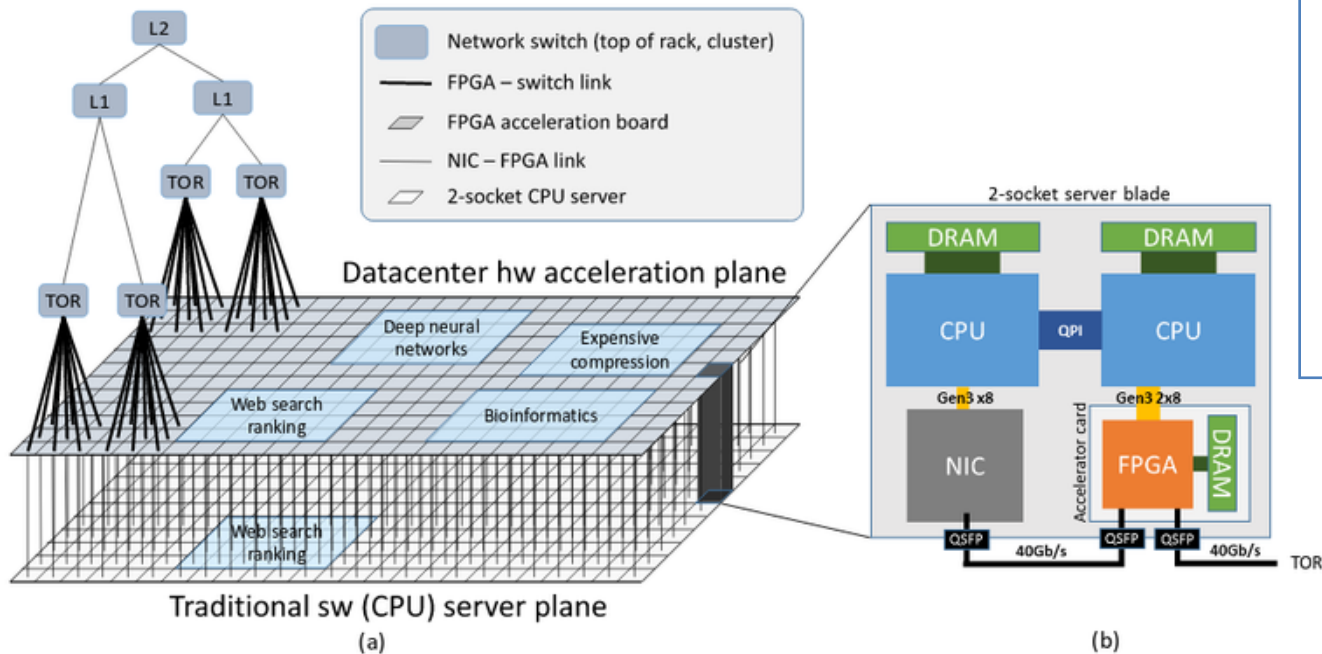 L2
L1
L1
TOR
TOR
TOR
TOR
Network switch (top of rack, cluster)
FPGA – switch link
FPGA acceleration board
NIC – FPGA link
2-socket CPU server
Datacenter hw acceleration plane
Deep neural
networks
Expensive
compression
Web search
ranking
Bioinformatics
Web search
ranking
Traditional sw (CPU) server plane
(a)
2-socket server blade
DRAM
DRAM
CPU
QPI
CPU
Gen3 x8
Gen3 2x8
NIC
Accelerator card
FPGA
DRAM
QSFP
QSFP
QSFP
40Gb/s
40Gb/s
TOR
(b)